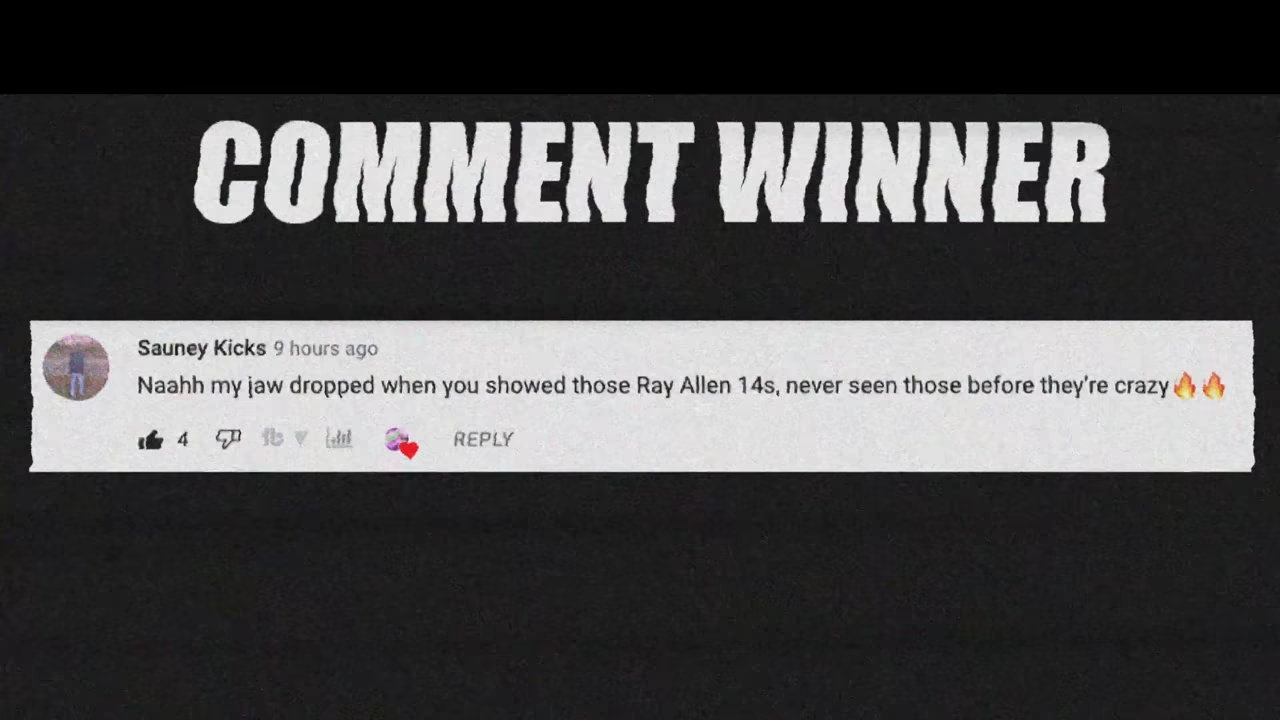 COMMENT WINNER
Sauney Kicks 9 hours ago
Naahh my jaw dropped when you showed those Ray Allen 14s, never seen those before they're crazy🔥🔥
4 REPLY